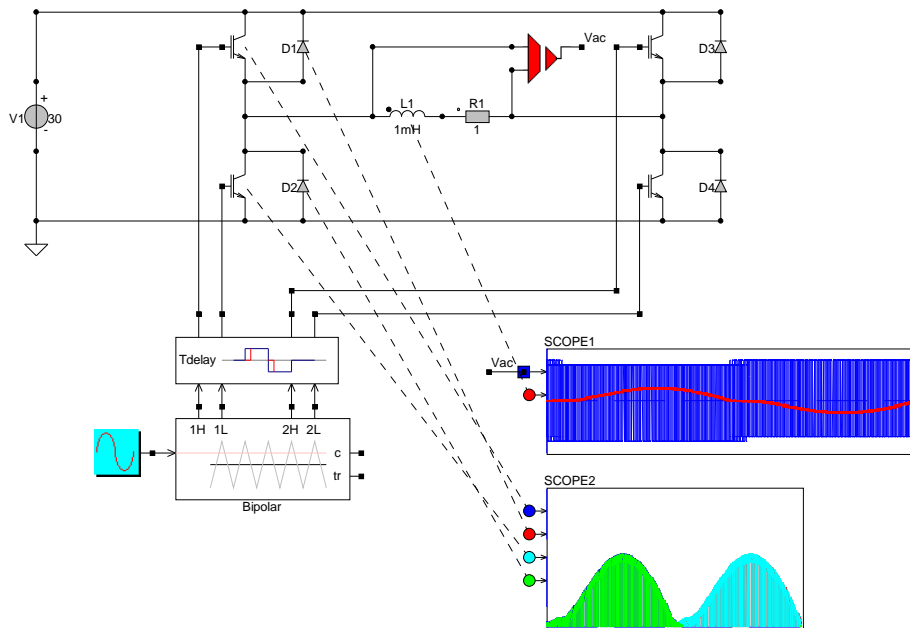 D1
Vac
D3
V1
+
30
-
L1
1mH
R1
1
D2
D4
Tdelay
SCOPE1
Vac
1H 1L 2H 2L
c
tr
Bipolar
SCOPE2